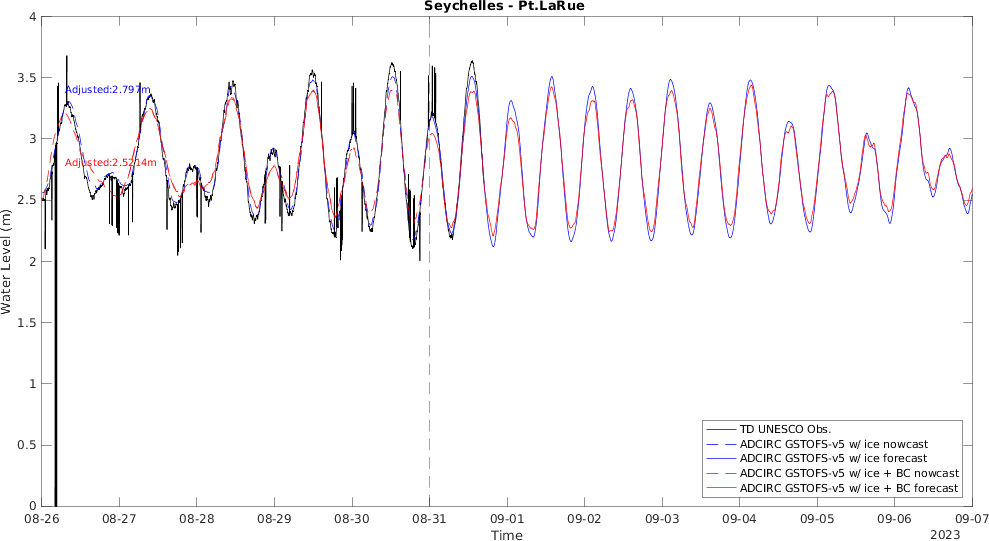 Seychelles - Pt.LaRue
4
3.5
3
2.5
2
1.5
1
0.5
0
Water Level (m)
Adjusted:2.797m
Adjusted:2.5214m
TD UNESCO Obs.
ADCIRC GSTOFS-v5 w/ ice nowcast
ADCIRC GSTOFS-v5 w/ ice forecast
ADCIRC GSTOFS-v5 w/ ice + BC nowcast
ADCIRC GSTOFS-v5 w/ ice + BC forecast
08-26 08-27 08-28 08-29 08-30 08-31 09-01 09-02 09-03 09-04 09-05 09-06 09-07
Time
2023